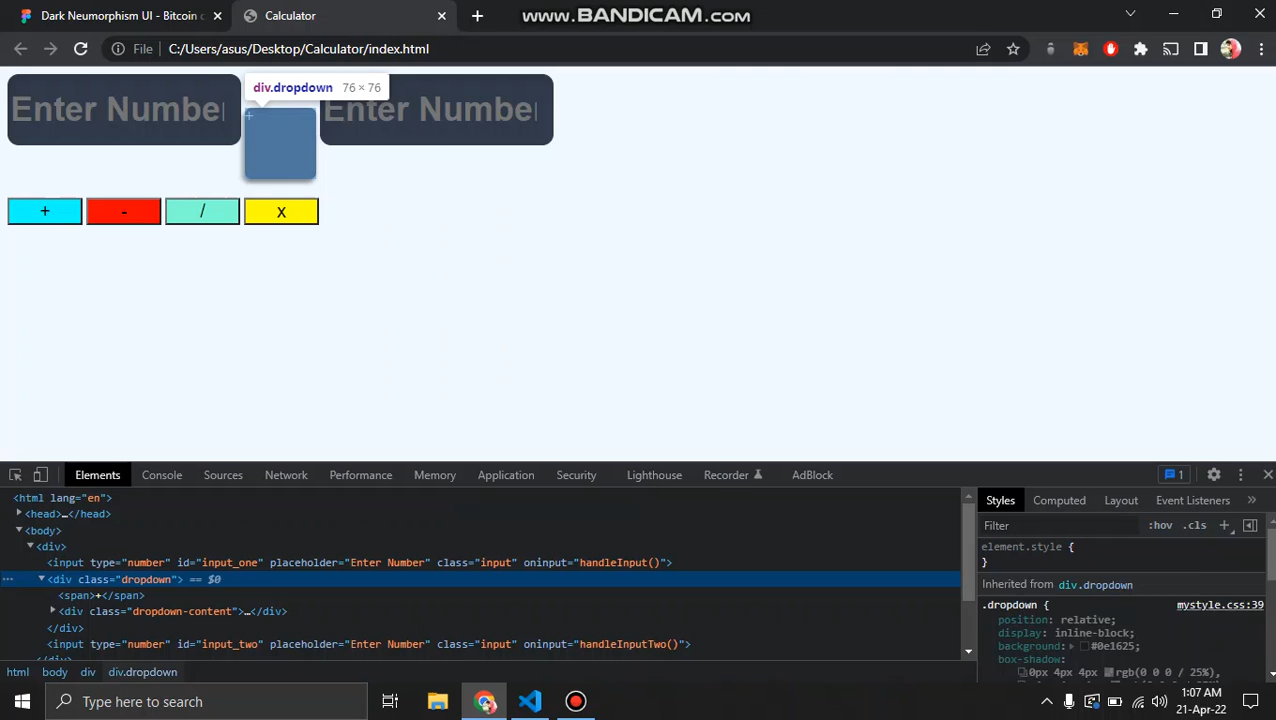 Dark Neumorphism UI - Bitcoin c
Calculator
www.BANDICAM.com
File
C:/Users/asus/Desktop/Calculator/index.html
div.dropdown 76 × 76
Enter Number
Enter Number
+
+ - / x
Elements Console Sources Network Performance Memory Application Security Lighthouse Recorder AdBlock 1
<html lang="en">
<head>…</head>
<body>
<div>
<input type="number" id="input_one" placeholder="Enter Number" class="input" oninput="handleInput()">
<div class="dropdown"> == $0
<span>+</span>
<div class="dropdown-content">…</div>
</div>
<input type="number" id="input_two" placeholder="Enter Number" class="input" oninput="handleInputTwo()">
html body div div.dropdown
Styles Computed Layout Event Listeners »
Filter :hov .cls +
element.style {
}
Inherited from div.dropdown
.dropdown { mystyle.css:39
position: relative;
display: inline-block;
background: #0e1625;
box-shadow:
0px 4px 4px rgb(0 0 0 / 25%),
Type here to search
1:07 AM
21-Apr-22